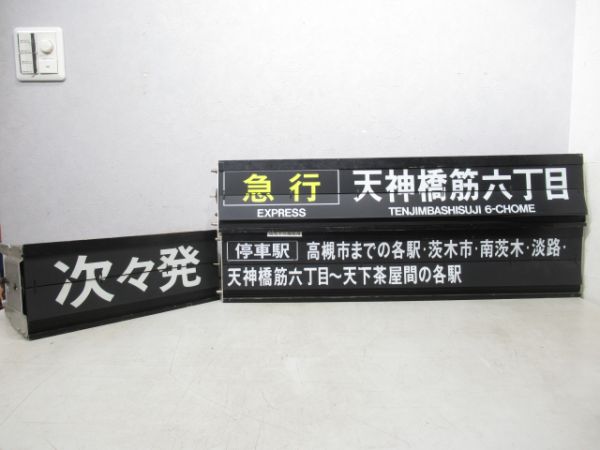 急行 天神橋筋六丁目
EXPRESS TENJIMBASHISUJI 6-CHOME
次々発
停車駅 高槻市までの各駅・茨木市・南茨木・淡路・
天神橋筋六丁目～天下茶屋間の各駅